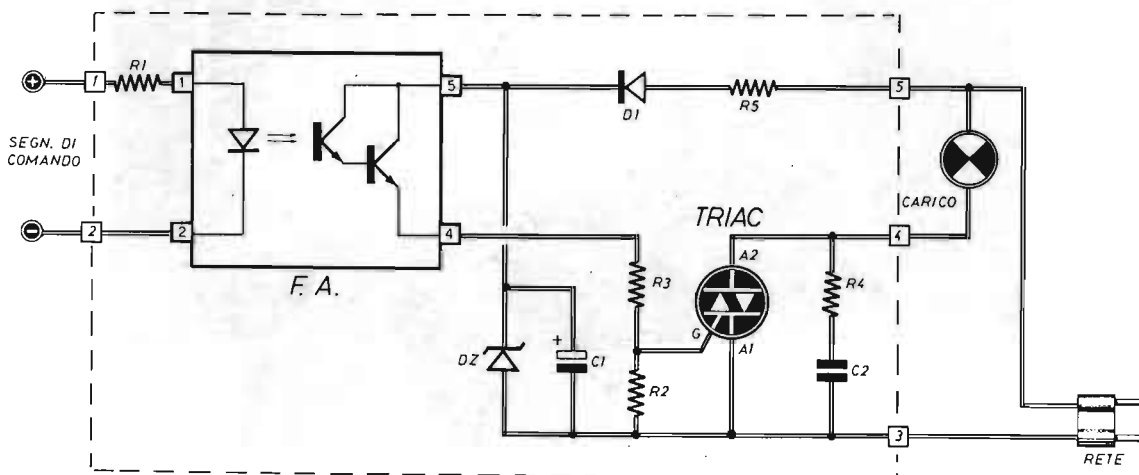 R1
1
1
+
SEGN. DI
COMANDO
-
2
2
F. A.
5
4
D1
R5
5
CARICO
4
TRIAC
A2
G
A1
R3
R2
R4
C2
DZ
+
C1
3
RETE